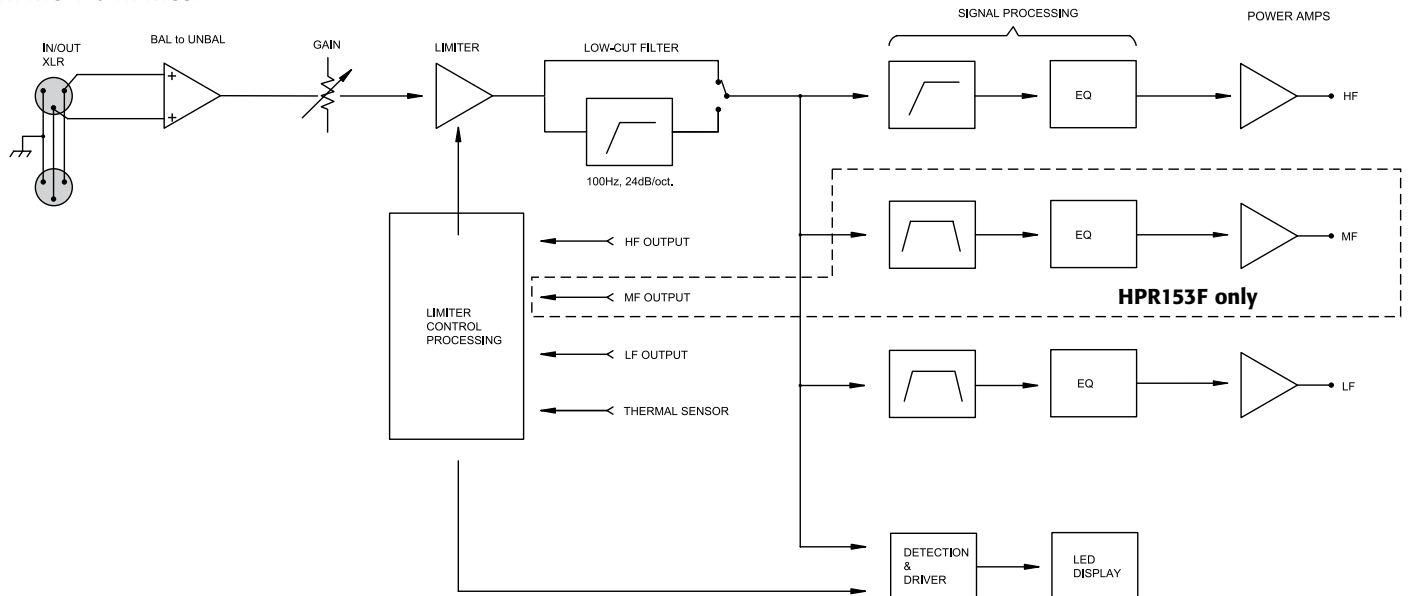 SIGNAL PROCESSING
POWER AMPS
IN/OUT
XLR
BAL to UNBAL
GAIN
LIMITER
LOW-CUT FILTER
+
+
EQ
HF
100Hz, 24dB/oct.
HF OUTPUT
EQ
MF
MF OUTPUT
HPR153F only
LIMITER
CONTROL
PROCESSING
LF OUTPUT
EQ
LF
THERMAL SENSOR
DETECTION
&
DRIVER
LED
DISPLAY